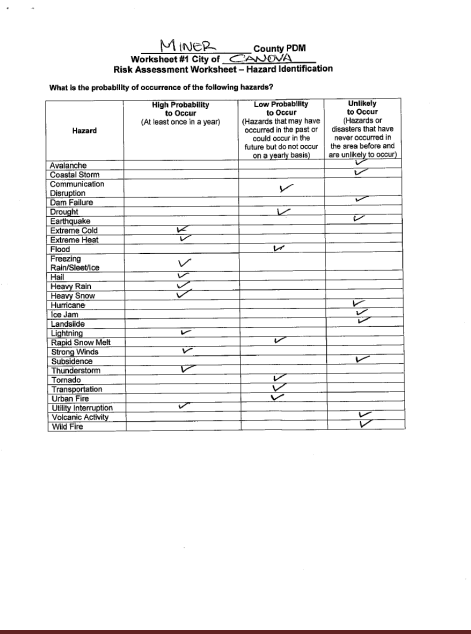 MINER County PDM
Worksheet #1 City of CANOVA
Risk Assessment Worksheet – Hazard Identification
What is the probability of occurrence of the following hazards?
Hazard
High Probability
to Occur
(At least once in a year)
Low Probability
to Occur
(Hazards that may have
occurred in the past or
could occur in the
future but do not occur
on a yearly basis)
Unlikely
to Occur
(Hazards or
disasters that have
never occurred in
the area before and
are unlikely to occur)
Avalanche ✓
Coastal Storm ✓
Communication
Disruption ✓
Dam Failure ✓
Drought ✓
Earthquake ✓
Extreme Cold ✓
Extreme Heat ✓
Flood ✓
Freezing
Rain/Sleet/Ice ✓
Hail ✓
Heavy Rain ✓
Heavy Snow ✓
Hurricane ✓
Ice Jam ✓
Landslide ✓
Lightning ✓
Rapid Snow Melt ✓
Strong Winds ✓
Subsidence ✓
Thunderstorm ✓
Tornado ✓
Transportation ✓
Urban Fire ✓
Utility Interruption ✓
Volcanic Activity ✓
Wild Fire ✓